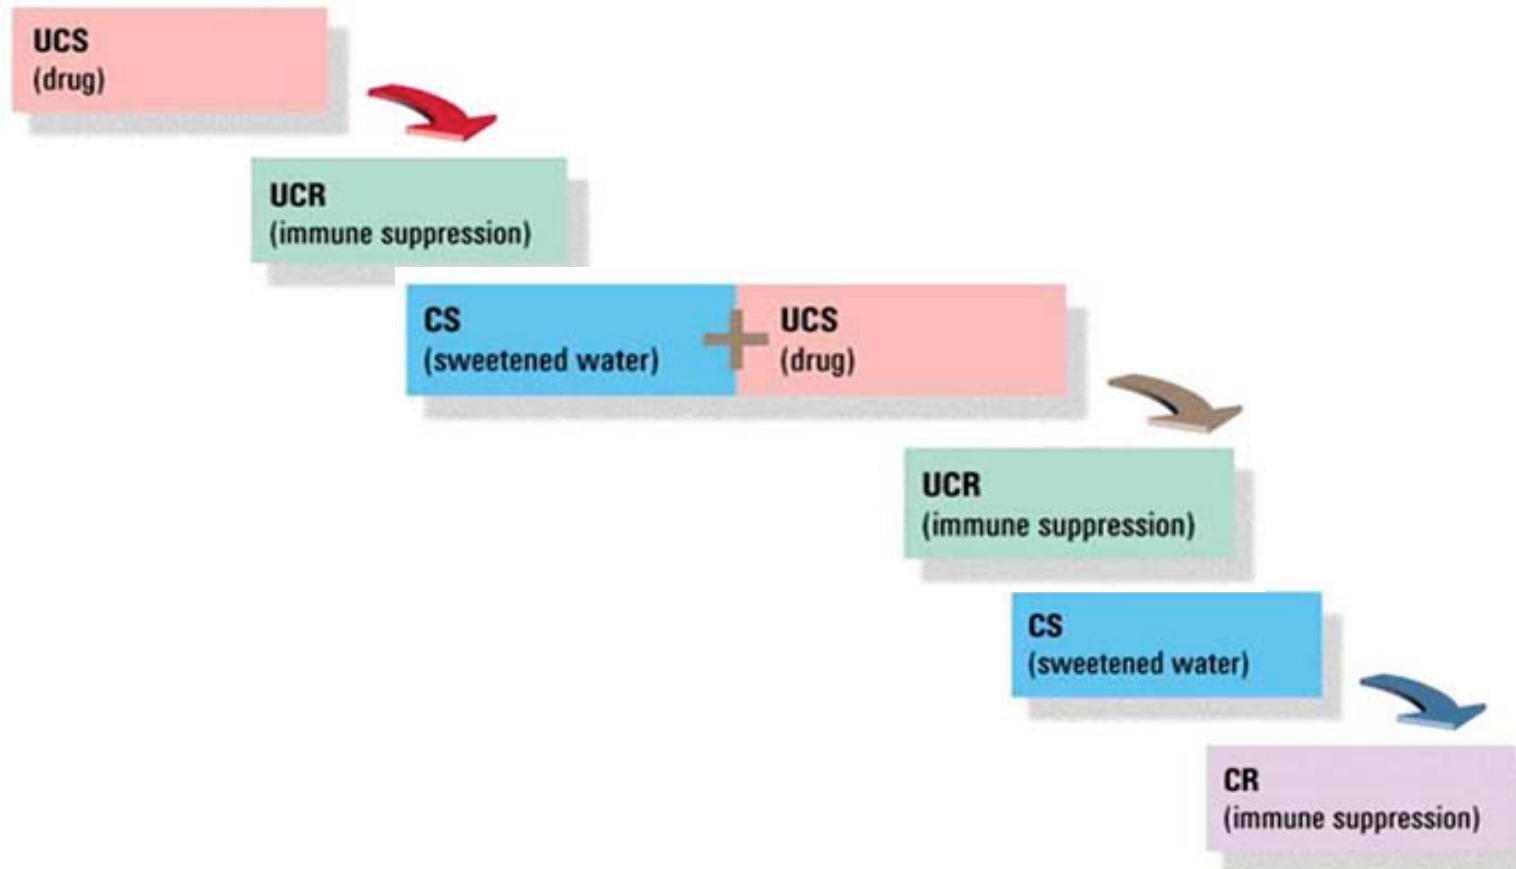 UCS
(drug)
UCR
(immune suppression)
CS
(sweetened water)
+
UCS
(drug)
UCR
(immune suppression)
CS
(sweetened water)
CR
(immune suppression)